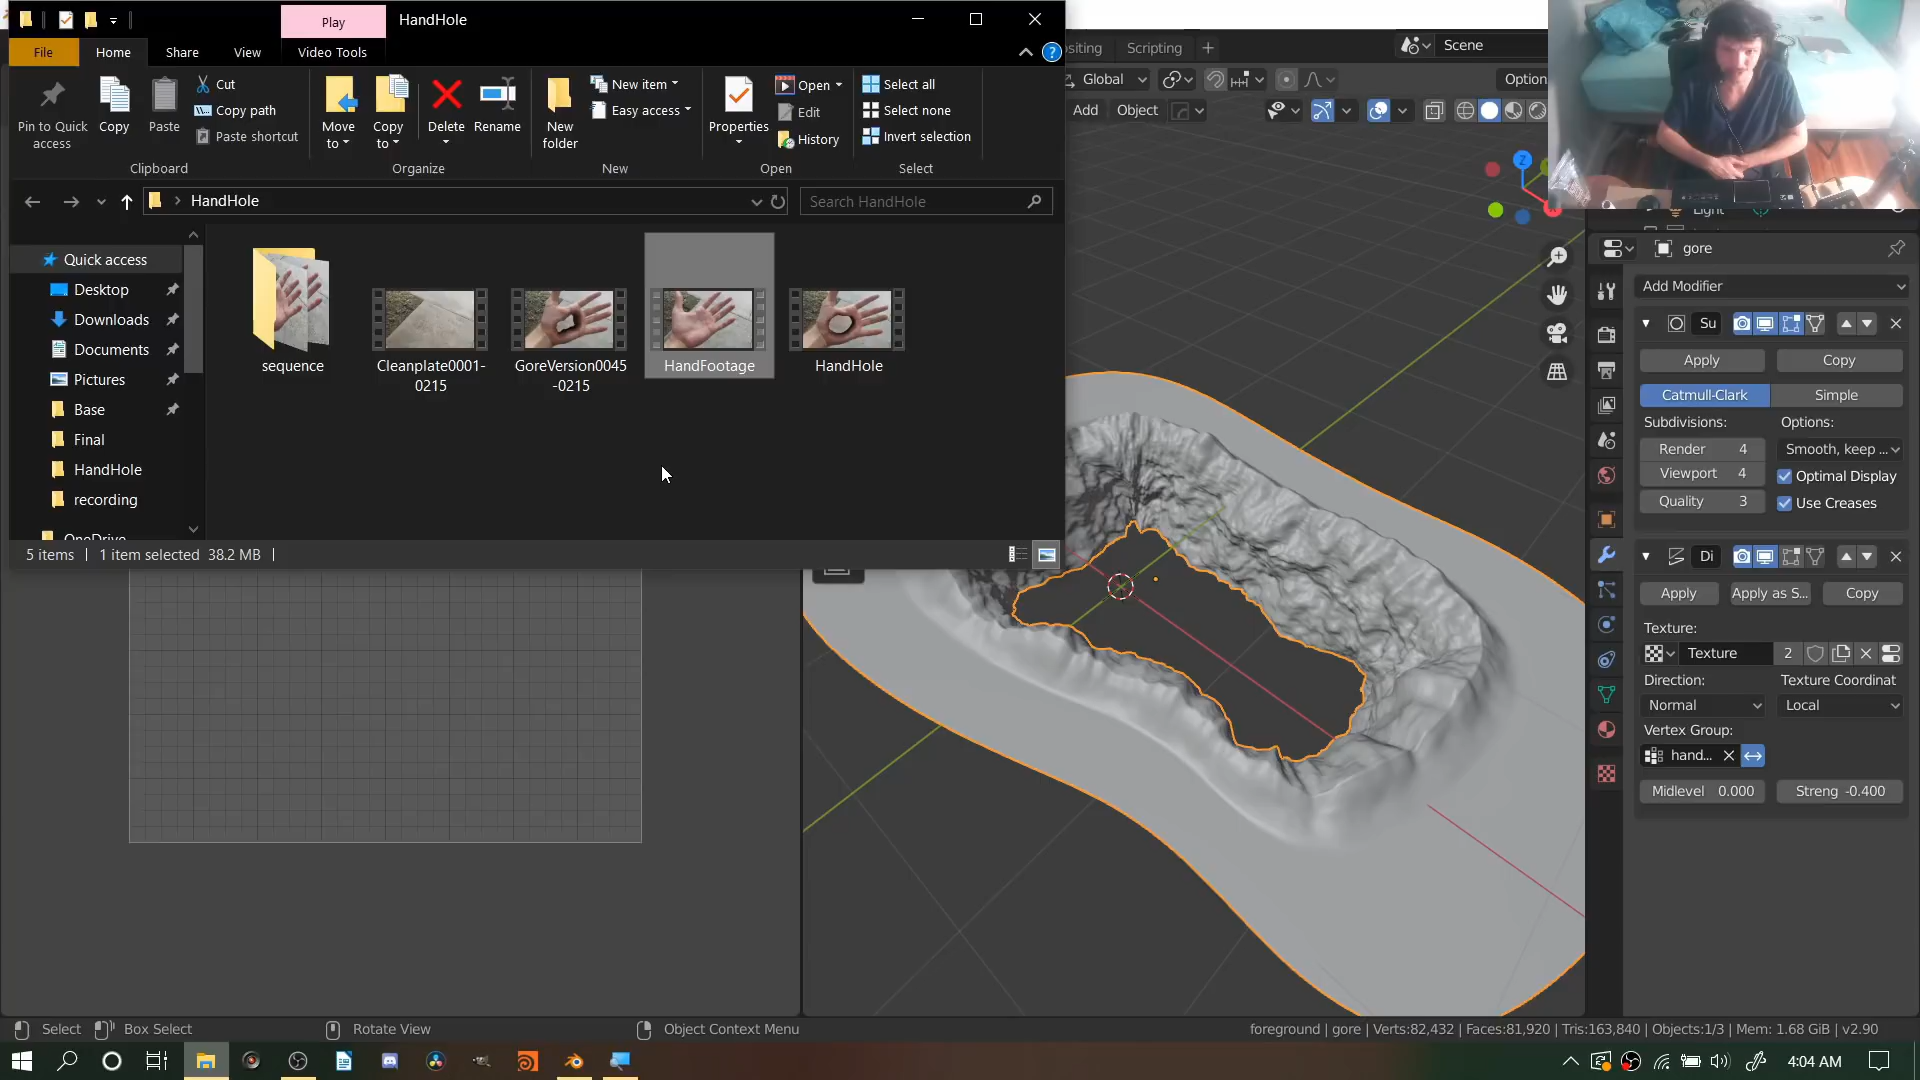 Play
HandHole
File
Home
Share
View
Video Tools
Pin to Quick access
Copy
Paste
Cut
Copy path
Paste shortcut
Move to
Copy to
Delete
Rename
New folder
New item
Easy access
Properties
Open
Edit
History
Select all
Select none
Invert selection
Clipboard
Organize
New
Open
Select
HandHole
Search HandHole
Quick access
Desktop
Downloads
Documents
Pictures
Base
Final
HandHole
recording
OneDrive
sequence
Cleanplate0001-0215
GoreVersion0045-0215
HandFootage
HandHole
5 items
1 item selected 38.2 MB
Scripting
Scene
Global
Add
Object
Z
Light
gore
Add Modifier
Su
Apply
Copy
Catmull-Clark
Simple
Subdivisions:
Options:
Render 4
Smooth, keep ...
Viewport 4
Optimal Display
Quality 3
Use Creases
Di
Apply
Apply as S...
Copy
Texture:
Texture
2
Direction:
Texture Coordinat
Normal
Local
Vertex Group:
hand...
Midlevel 0.000
Streng -0.400
Select
Box Select
Rotate View
Object Context Menu
foreground | gore | Verts:82,432 | Faces:81,920 | Tris:163,840 | Objects:1/3 | Mem: 1.68 GiB | v2.90
4:04 AM